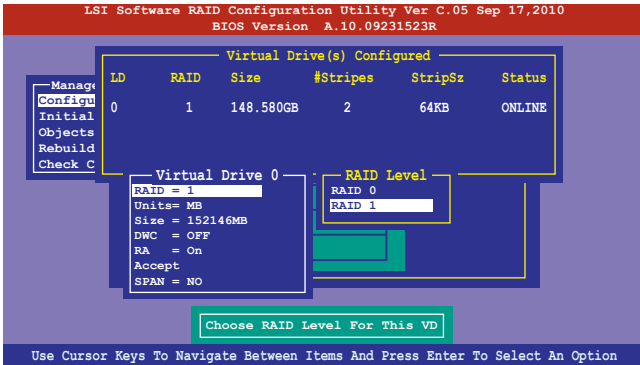 LSI Software RAID Configuration Utility Ver C.05 Sep 17,2010
BIOS Version A.10.09231523R
Virtual Drive(s) Configured
LD RAID Size #Stripes StripSz Status
0 1 148.580GB 2 64KB ONLINE
Manage
Configu
Initial
Objects
Rebuild
Check C
Virtual Drive 0
RAID = 1
Units= MB
Size = 152146MB
DWC = OFF
RA = On
Accept
SPAN = NO
RAID Level
RAID 0
RAID 1
Choose RAID Level For This VD
Use Cursor Keys To Navigate Between Items And Press Enter To Select An Option